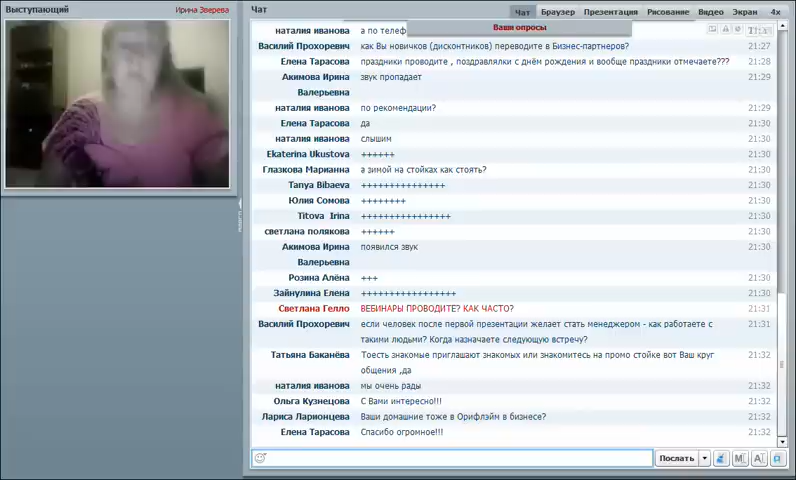 Выступающий Ирина Зверева
Чат
Чат Браузер Презентация Рисование Видео Экран 4x
Ваши опросы
наталия иванова а по телеф
Василий Прохорович как Вы новичков (дисконтников) переводите в Бизнес-партнеров? 21:27
Елена Тарасова праздники проводите , поздравлялки с днём рождения и вообще праздники отмечаете??? 21:28
Акимова Ирина звук пропадает 21:29
Валерьевна
наталия иванова по рекомендации? 21:29
Елена Тарасова да 21:30
наталия иванова слышим 21:30
Ekaterina Ukustova ++++++ 21:30
Глазкова Марианна а зимой на стойках как стоять? 21:30
Tanya Bibaeva +++++++++++++++ 21:30
Юлия Сомова ++++++++ 21:30
Titova Irina ++++++++++++++++ 21:30
светлана полякова ++++++ 21:30
Акимова Ирина появился звук 21:30
Валерьевна
Розина Алёна +++ 21:30
Зайнулина Елена +++++++++++++++++ 21:30
Светлана Гелло ВЕБИНАРЫ ПРОВОДИТЕ? КАК ЧАСТО? 21:31
Василий Прохорович если человек после первой презентации желает стать менеджером - как работаете с 21:31
такими людьми? Когда назначаете следующую встречу?
Татьяна Баканёва Тоесть знакомые приглашают знакомых или знакомитесь на промо стойке вот Ваш круг 21:32
общения ,да
наталия иванова мы очень рады 21:32
Ольга Кузнецова С Вами интересно!!! 21:32
Лариса Ларионцева Ваши домашние тоже в Орифлэйм в бизнесе? 21:32
Елена Тарасова Спасибо огромное!!! 21:32
Послать